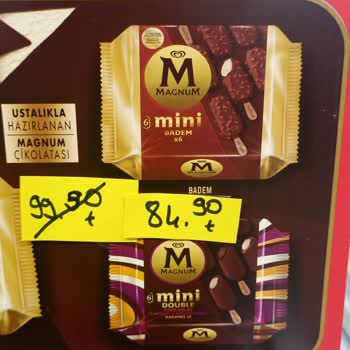 M
MAGNUM
6 mini
BADEM
x6
M
USTALIKLA
HAZIRLANAN
MAGNUM
ÇİKOLATASI
BADEM
99.90
t
84.90
t
M
MAGNUM
6 mini
DOUBLE
M